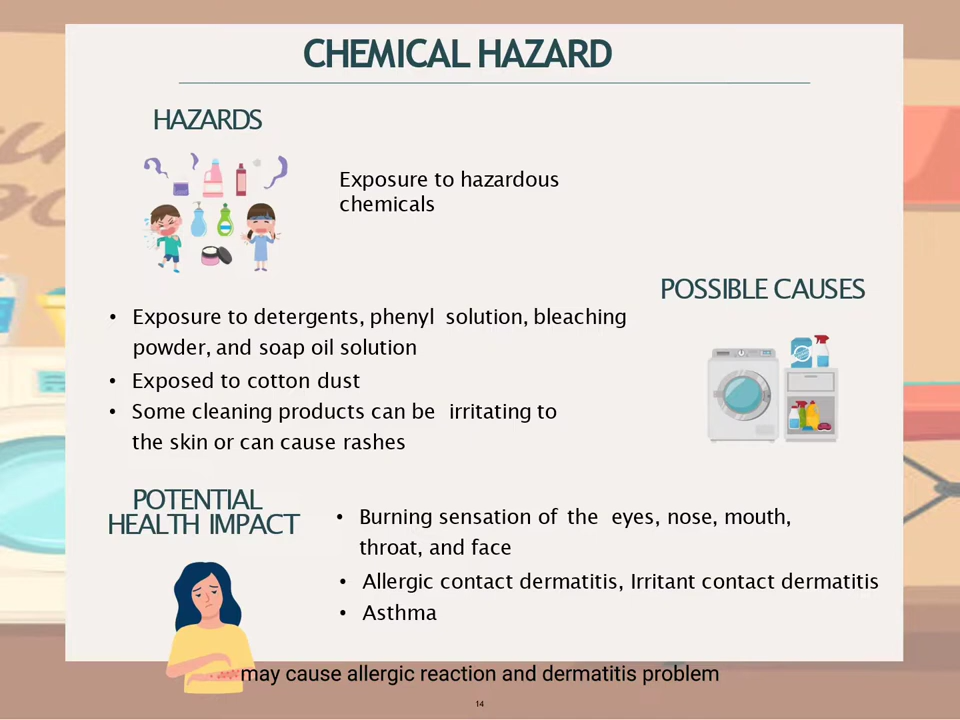 CHEMICAL HAZARD
HAZARDS
Exposure to hazardous
chemicals
POSSIBLE CAUSES
• Exposure to detergents, phenyl solution, bleaching
powder, and soap oil solution
• Exposed to cotton dust
• Some cleaning products can be irritating to
the skin or can cause rashes
POTENTIAL
HEALTH IMPACT
• Burning sensation of the eyes, nose, mouth,
throat, and face
• Allergic contact dermatitis, Irritant contact dermatitis
• Asthma
may cause allergic reaction and dermatitis problem
14